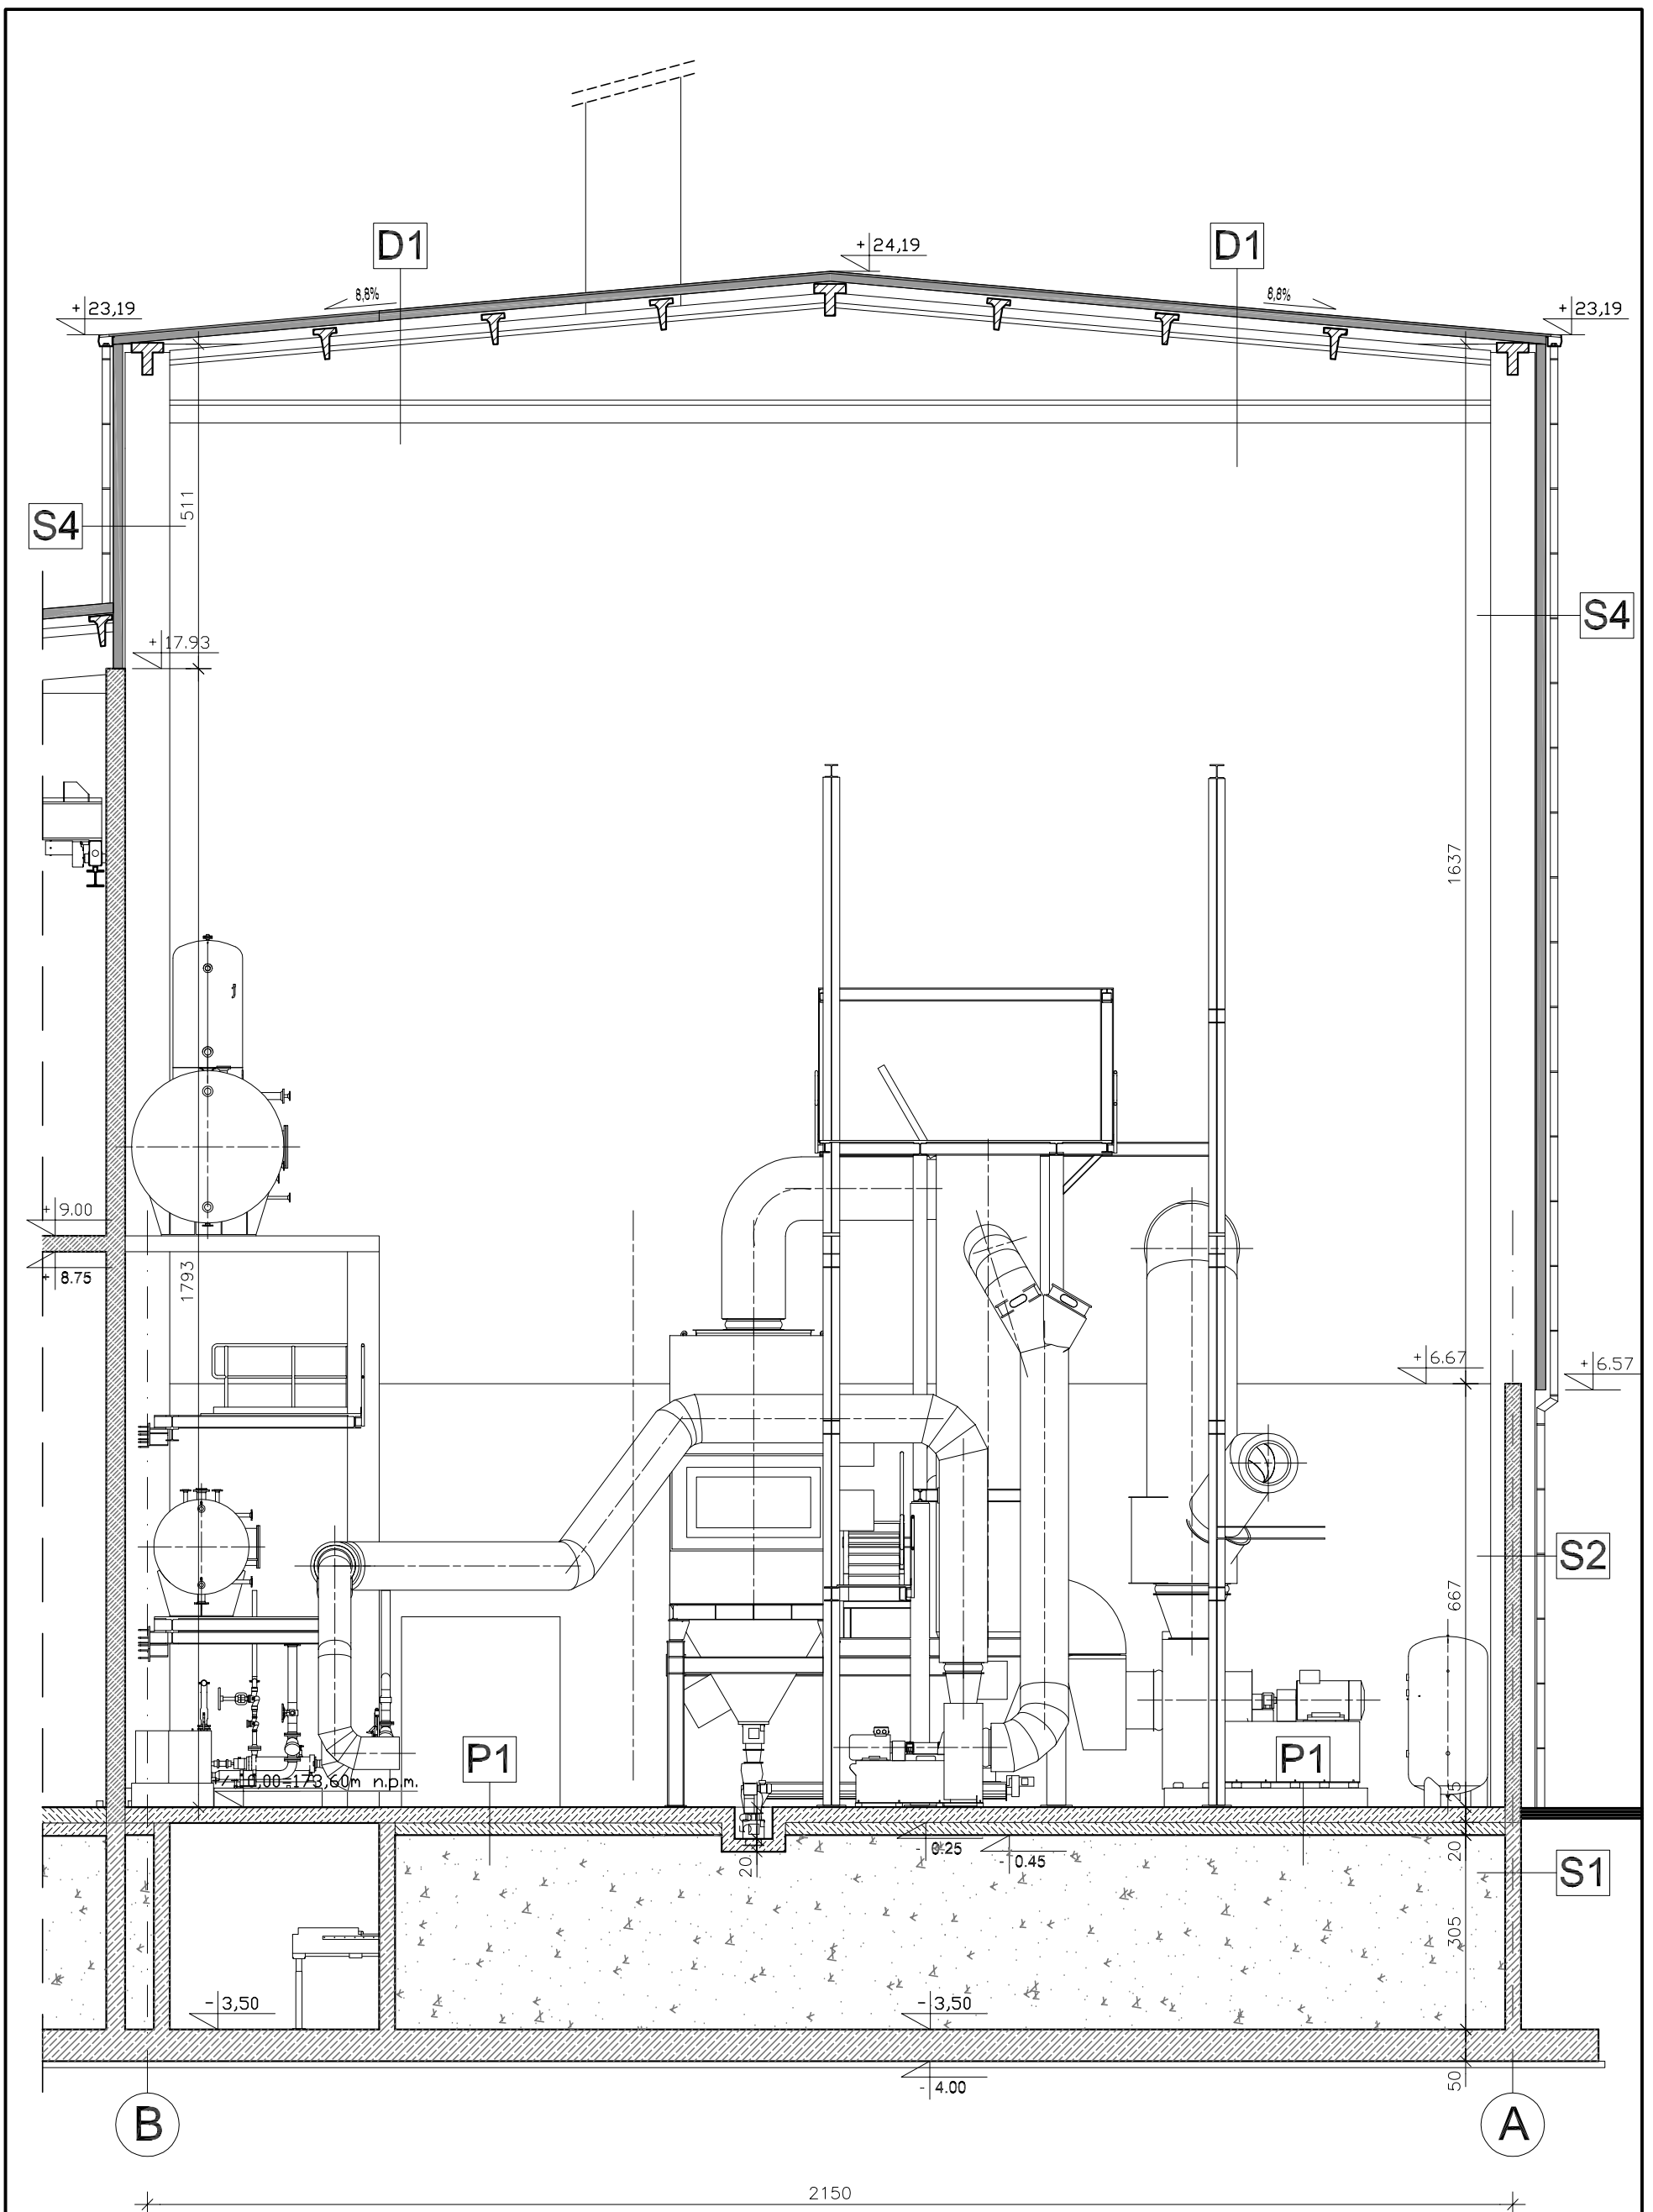 D1
D1
+24,19
8,8%
8,8%
+23,19
+23,19
511
S4
S4
+17.93
1637
+9.00
+8.75
1793
+6.67
+6.57
S2
667
P1
P1
0,00=173,60m n.p.m.
25
-0.25
-0.45
20
20
S1
305
-3,50
-3,50
-4.00
50
B
A
2150